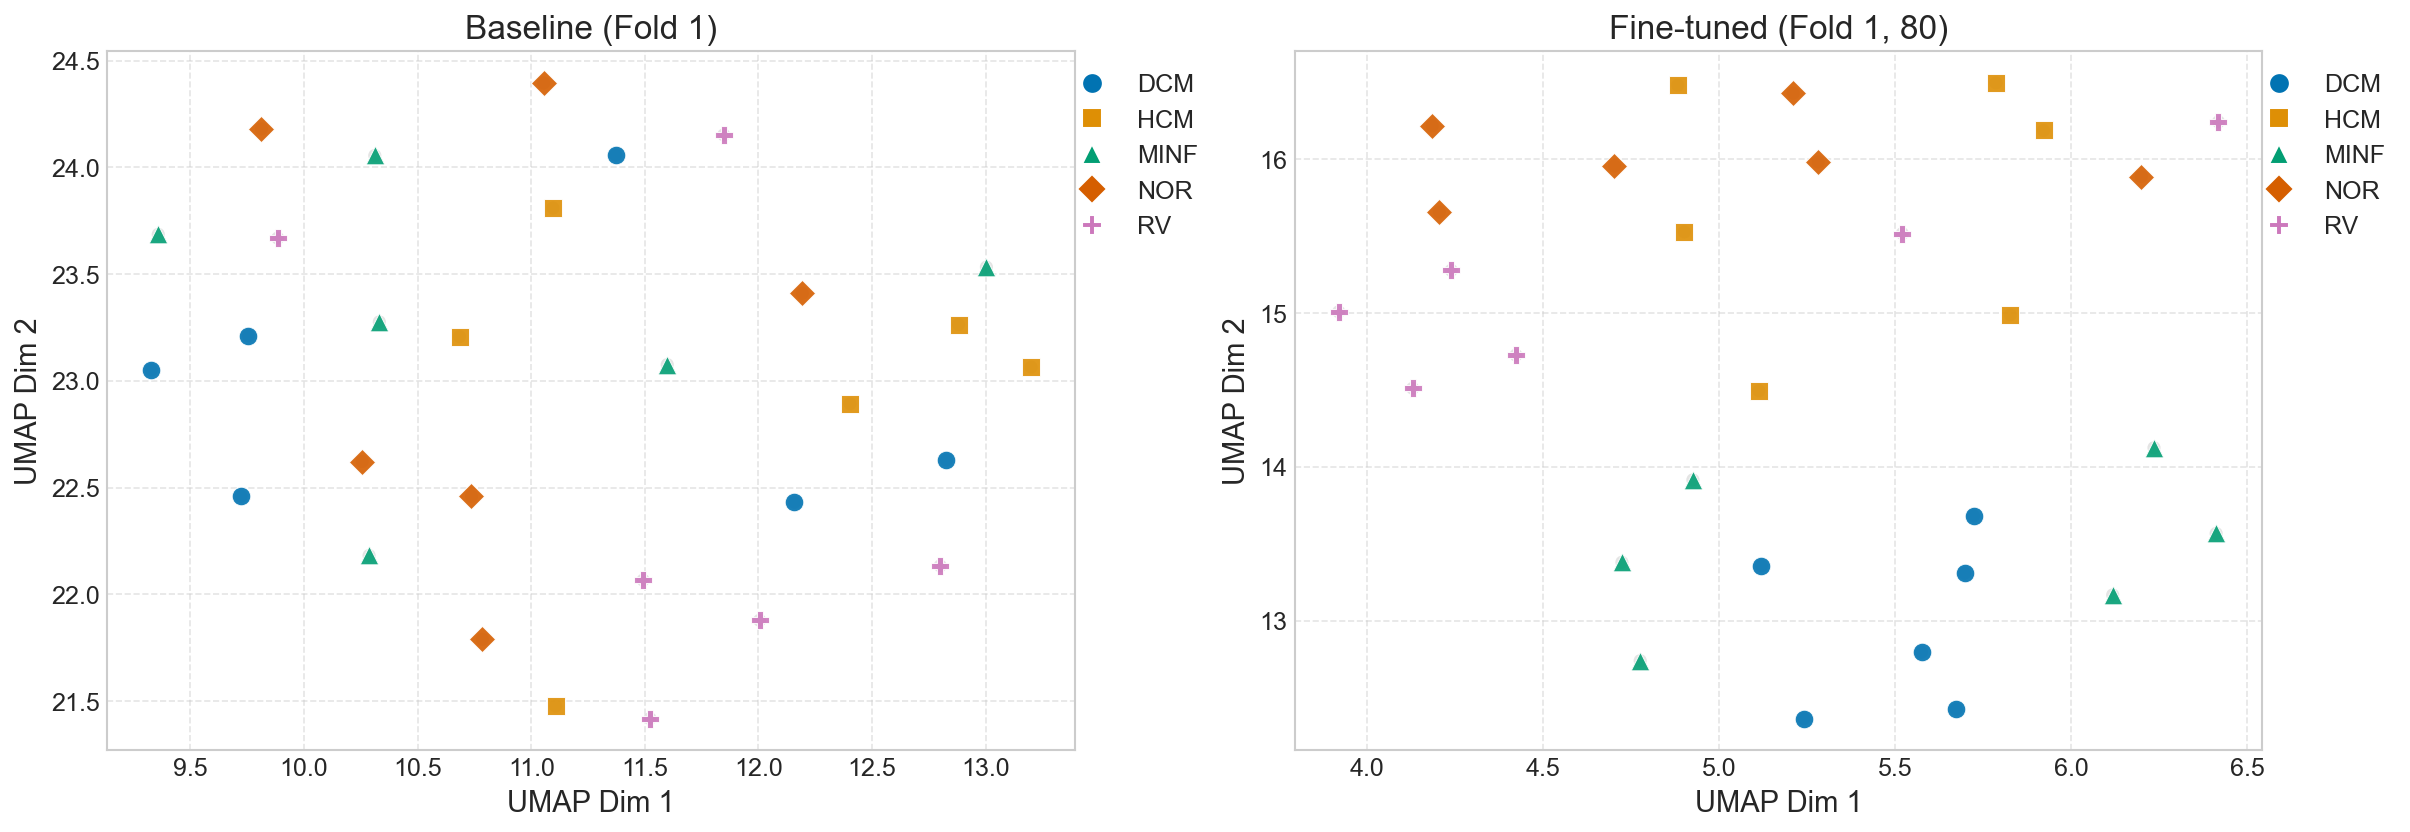 Baseline (Fold 1)
24.5
24.0
23.5
23.0
22.5
22.0
21.5
UMAP Dim 2
9.5 10.0 10.5 11.0 11.5 12.0 12.5 13.0
UMAP Dim 1
DCM
HCM
MINF
NOR
RV
Fine-tuned (Fold 1, 80)
16
15
14
13
UMAP Dim 2
4.0 4.5 5.0 5.5 6.0 6.5
UMAP Dim 1
DCM
HCM
MINF
NOR
RV